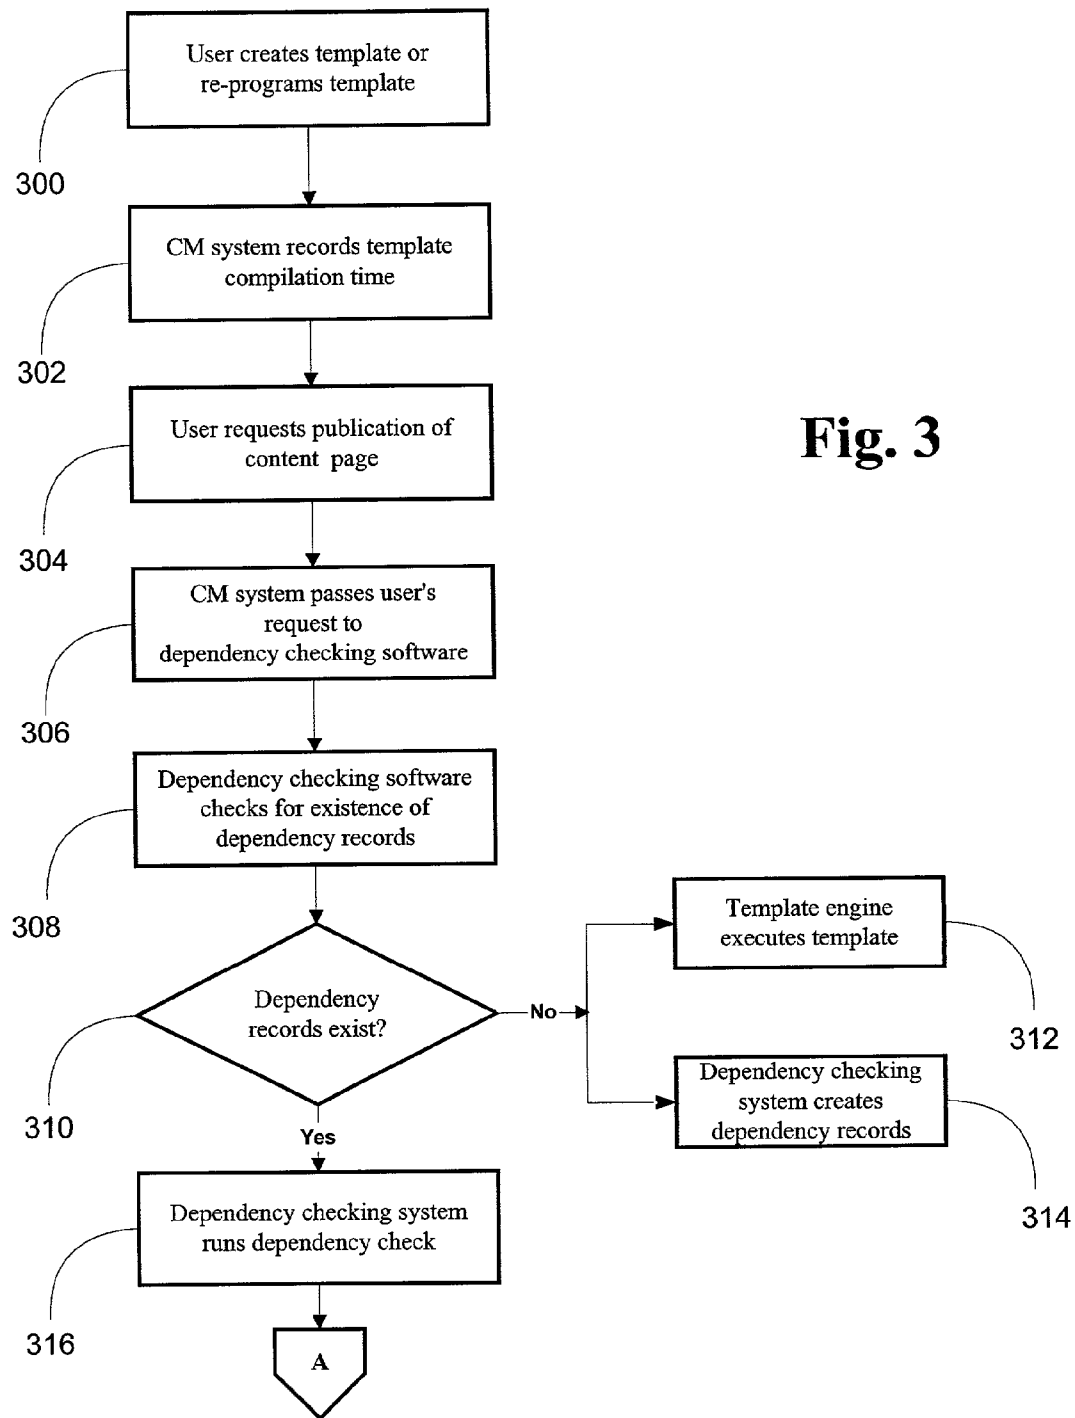 User creates template or
re-programs template
300
CM system records template
compilation time
302
User requests publication of
content page
Fig. 3
304
CM system passes user's
request to
dependency checking software
306
Dependency checking software
checks for existence of
dependency records
308
Template engine
executes template
312
Dependency
records exist?
No
310
Dependency checking
system creates
dependency records
314
Yes
Dependency checking system
runs dependency check
316
A